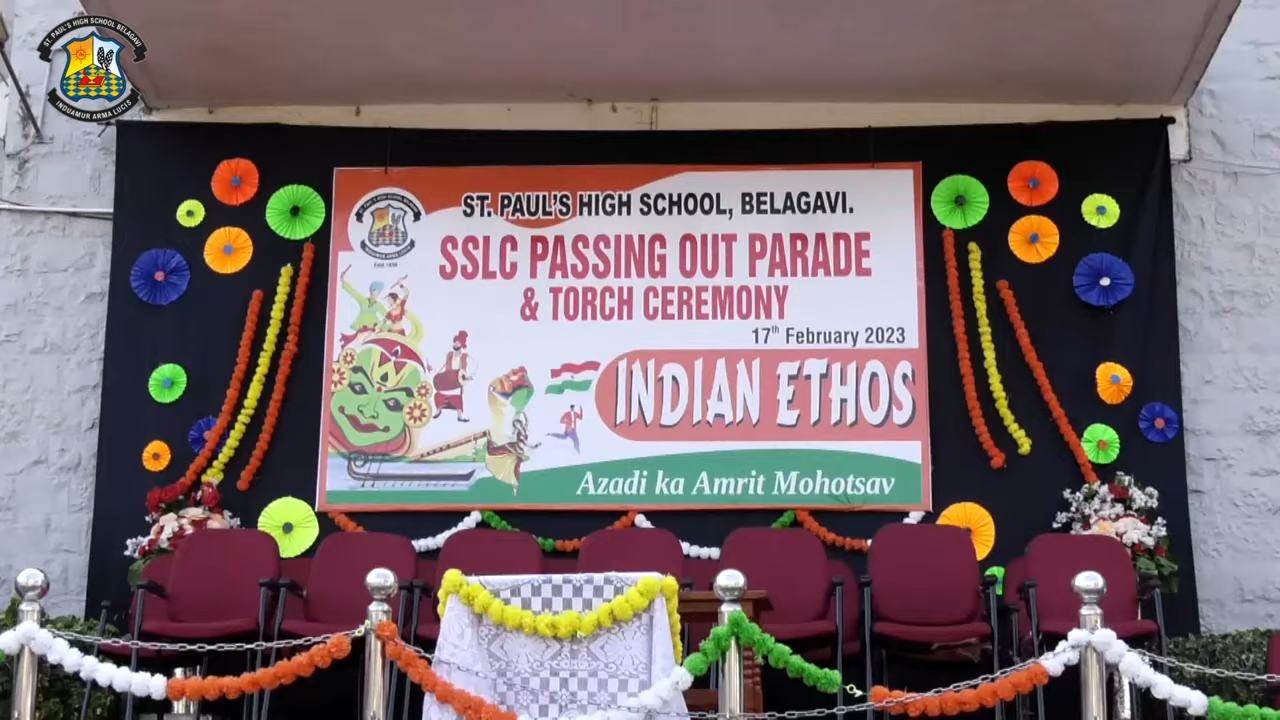 ST. PAUL'S HIGH SCHOOL BELAGAVI
INDUAMUR ARMA LUCIS
ST. PAUL'S HIGH SCHOOL, BELAGAVI.
SSLC PASSING OUT PARADE
& TORCH CEREMONY
17th February 2023
INDIAN ETHOS
Azadi ka Amrit Mohotsav